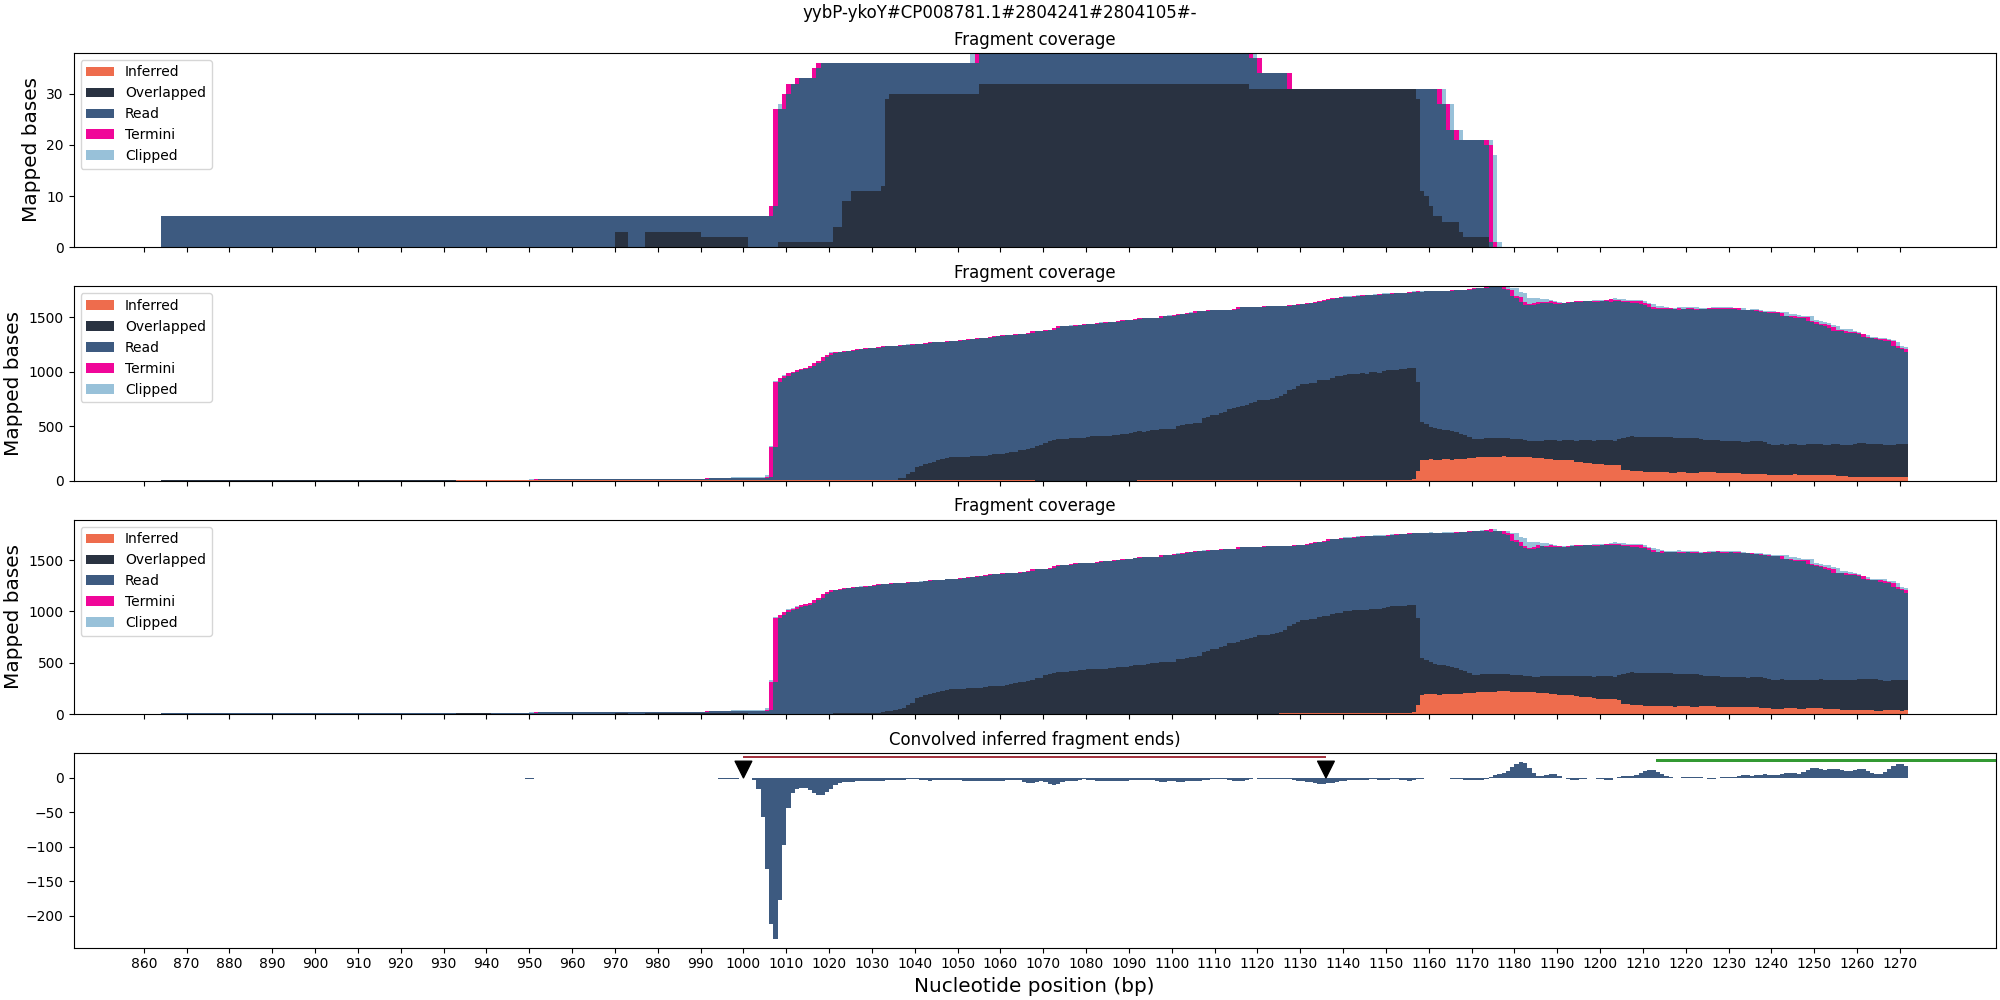 yybP-ykoY#CP008781.1#2804241#2804105#-
Fragment coverage
Mapped bases
30
20
10
0
Inferred
Overlapped
Read
Termini
Clipped
Fragment coverage
Mapped bases
1500
1000
500
0
Inferred
Overlapped
Read
Termini
Clipped
Fragment coverage
Mapped bases
1500
1000
500
0
Inferred
Overlapped
Read
Termini
Clipped
Convolved inferred fragment ends)
0
−50
−100
−150
−200
860 870 880 890 900 910 920 930 940 950 960 970 980 990 1000 1010 1020 1030 1040 1050 1060 1070 1080 1090 1100 1110 1120 1130 1140 1150 1160 1170 1180 1190 1200 1210 1220 1230 1240 1250 1260 1270
Nucleotide position (bp)